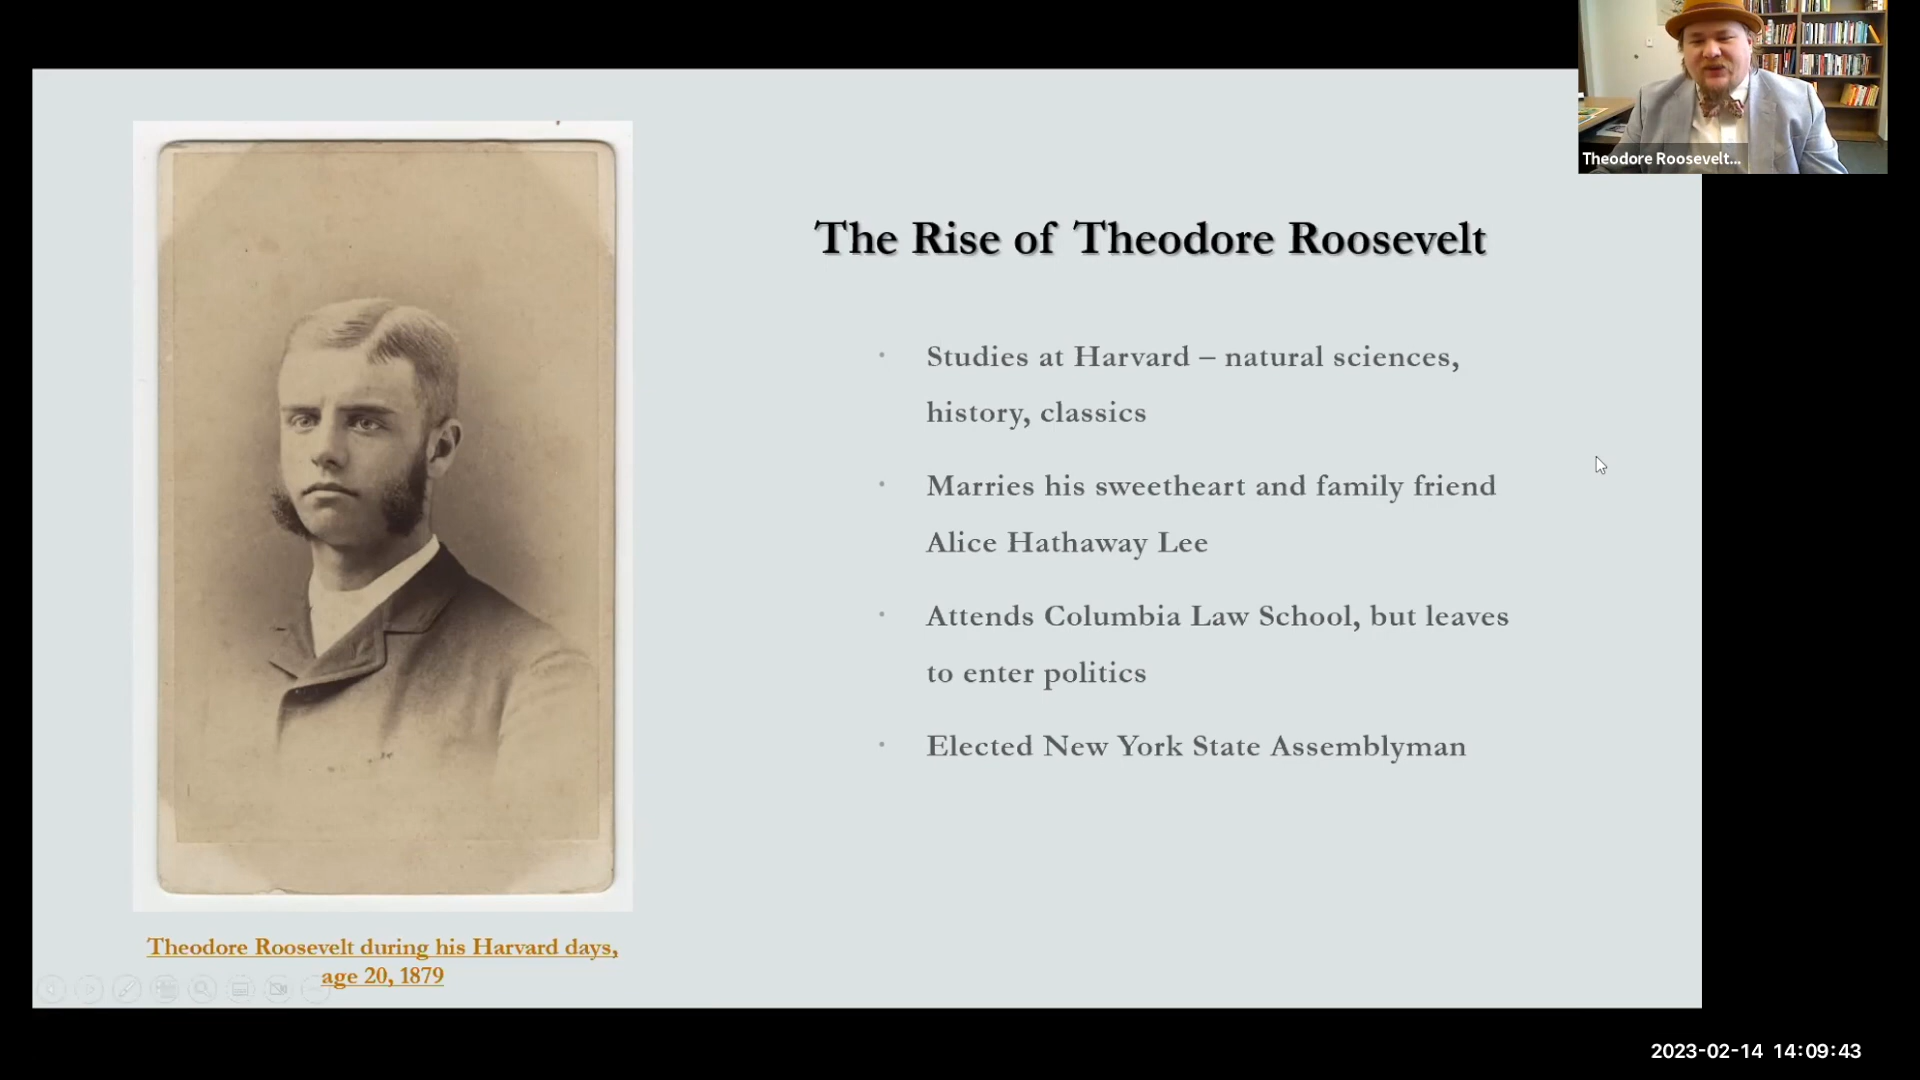 Theodore Roosevelt...
The Rise of Theodore Roosevelt
• Studies at Harvard – natural sciences,
history, classics
• Marries his sweetheart and family friend
Alice Hathaway Lee
• Attends Columbia Law School, but leaves
to enter politics
• Elected New York State Assemblyman
Theodore Roosevelt during his Harvard days,
age 20, 1879
2023-02-14 14:09:43